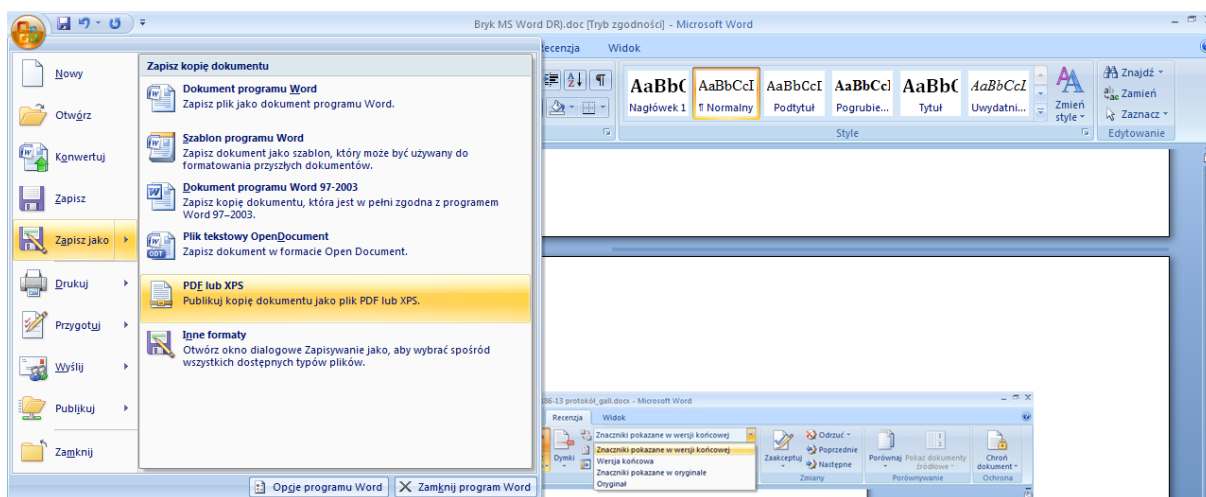 Bryk MS Word DR).doc [Tryb zgodności] - Microsoft Word
Recenzja Widok
Nowy
Otwórz
Konwertuj
Zapisz
Zapisz jako
Drukuj
Przygotuj
Wyślij
Publikuj
Zamknij
Zapisz kopię dokumentu
Dokument programu Word
Zapisz plik jako dokument programu Word.
Szablon programu Word
Zapisz dokument jako szablon, który może być używany do
formatowania przyszłych dokumentów.
Dokument programu Word 97-2003
Zapisz kopię dokumentu, która jest w pełni zgodna z programem
Word 97–2003.
Plik tekstowy OpenDocument
Zapisz dokument w formacie Open Document.
PDF lub XPS
Publikuj kopię dokumentu jako plik PDF lub XPS.
Inne formaty
Otwórz okno dialogowe Zapisywanie jako, aby wybrać spośród
wszystkich dostępnych typów plików.
Opcje programu Word Zamknij program Word
AaBbC AaBbCcI AaBbCcI AaBbCcI AaBbC AaBbCcI
Nagłówek 1 ¶ Normalny Podtytuł Pogrubie... Tytuł Uwydatni...
Zmień
style
Style
Znajdź
Zamień
Zaznacz
Edytowanie
86-13 protokół_gall.docx - Microsoft Word
Recenzja Widok
Dymki
Znaczniki pokazane w wersji końcowej
Znaczniki pokazane w wersji końcowej
Wersja końcowa
Znaczniki pokazane w oryginale
Oryginał
Zaakceptuj
Odrzuć
Poprzednie
Następne
Zmiany
Porównaj Pokaż dokumenty
źródłowe
Porównywanie
Chroń
dokument
Ochrona